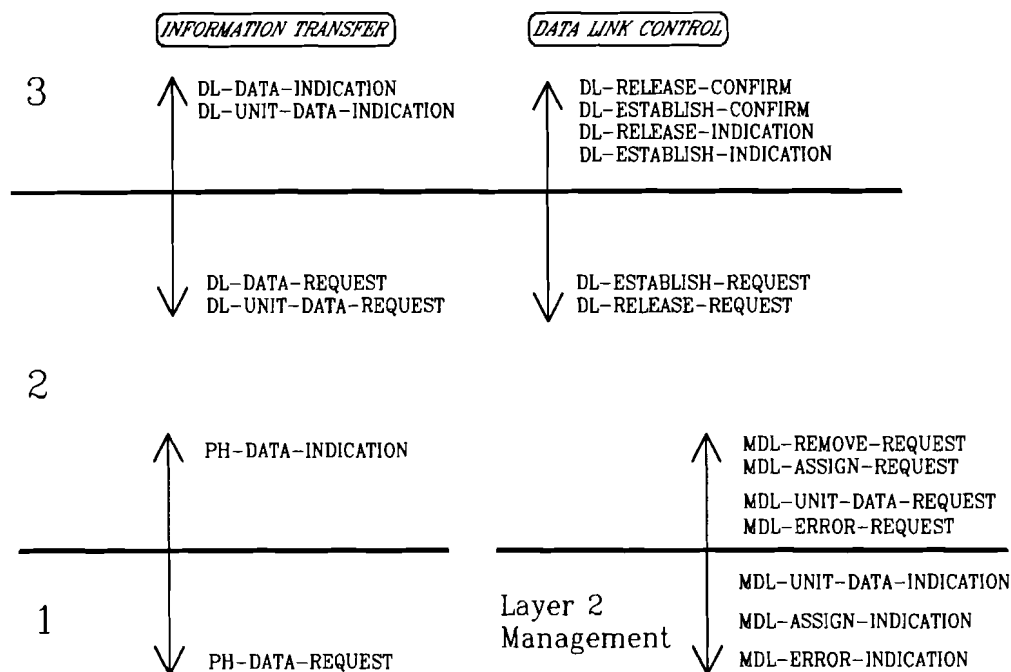 INFORMATION TRANSFER
DATA LINK CONTROL
3
DL-DATA-INDICATION
DL-UNIT-DATA-INDICATION
DL-RELEASE-CONFIRM
DL-ESTABLISH-CONFIRM
DL-RELEASE-INDICATION
DL-ESTABLISH-INDICATION
DL-DATA-REQUEST
DL-UNIT-DATA-REQUEST
DL-ESTABLISH-REQUEST
DL-RELEASE-REQUEST
2
PH-DATA-INDICATION
MDL-REMOVE-REQUEST
MDL-ASSIGN-REQUEST
MDL-UNIT-DATA-REQUEST
MDL-ERROR-REQUEST
1
PH-DATA-REQUEST
Layer 2
Management
MDL-UNIT-DATA-INDICATION
MDL-ASSIGN-INDICATION
MDL-ERROR-INDICATION